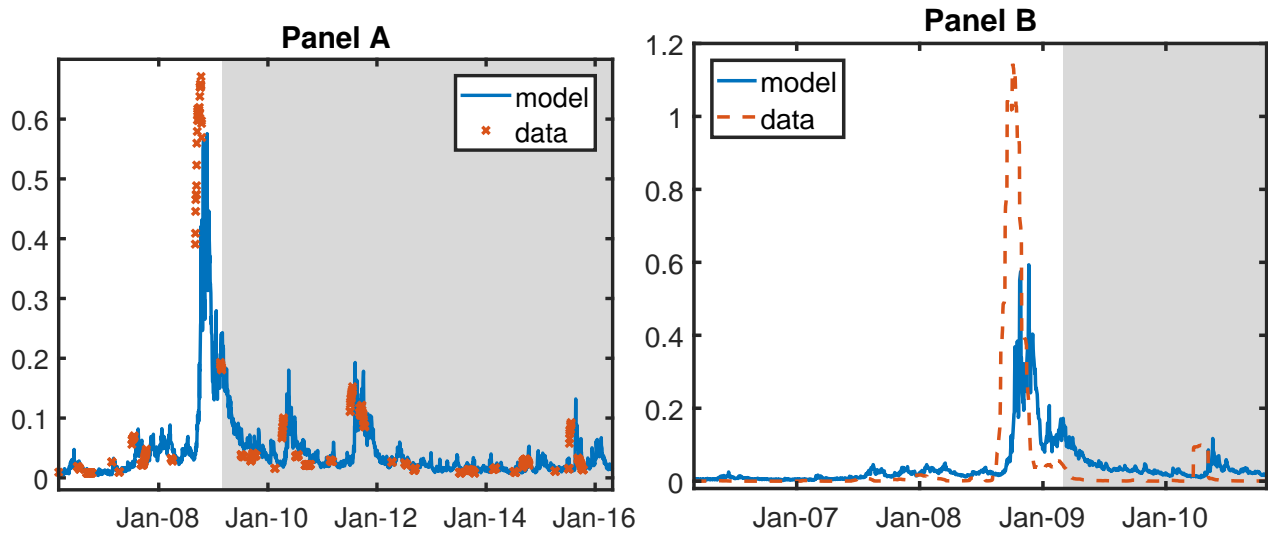 Panel A
model
data
0.6
0.5
0.4
0.3
0.2
0.1
0
Jan-08 Jan-10 Jan-12 Jan-14 Jan-16
Panel B
model
data
1.2
1
0.8
0.6
0.4
0.2
0
Jan-07 Jan-08 Jan-09 Jan-10